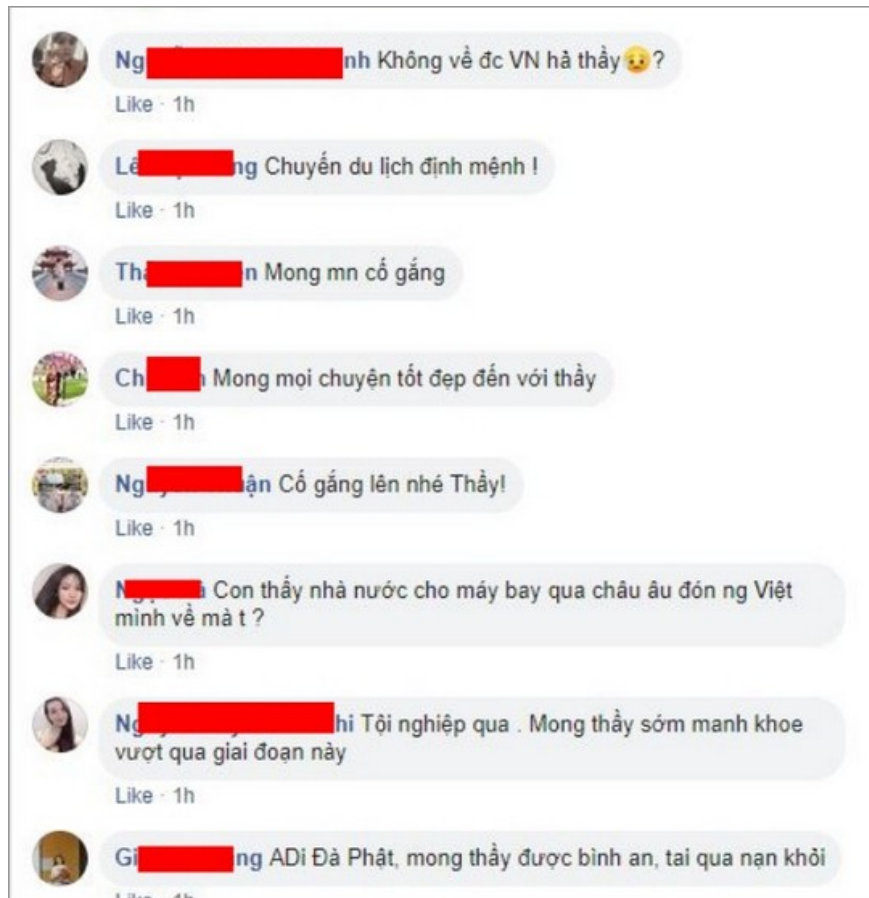 Ng nh Không về đc VN hả thầy ?
Like · 1h
Lê ng Chuyến du lịch định mệnh !
Like · 1h
Thả n Mong mn cố gắng
Like · 1h
Ch Mong mọi chuyện tốt đẹp đến với thầy
Like · 1h
Ng ận Cố gắng lên nhé Thầy!
Like · 1h
Con thấy nhà nước cho máy bay qua châu âu đón ng Việt
mình về mà t ?
Like · 1h
Ng hi Tội nghiệp qua . Mong thầy sớm manh khoe
vượt qua giai đoạn này
Like · 1h
Gi ng ADi Đà Phật, mong thầy được bình an, tai qua nạn khỏi